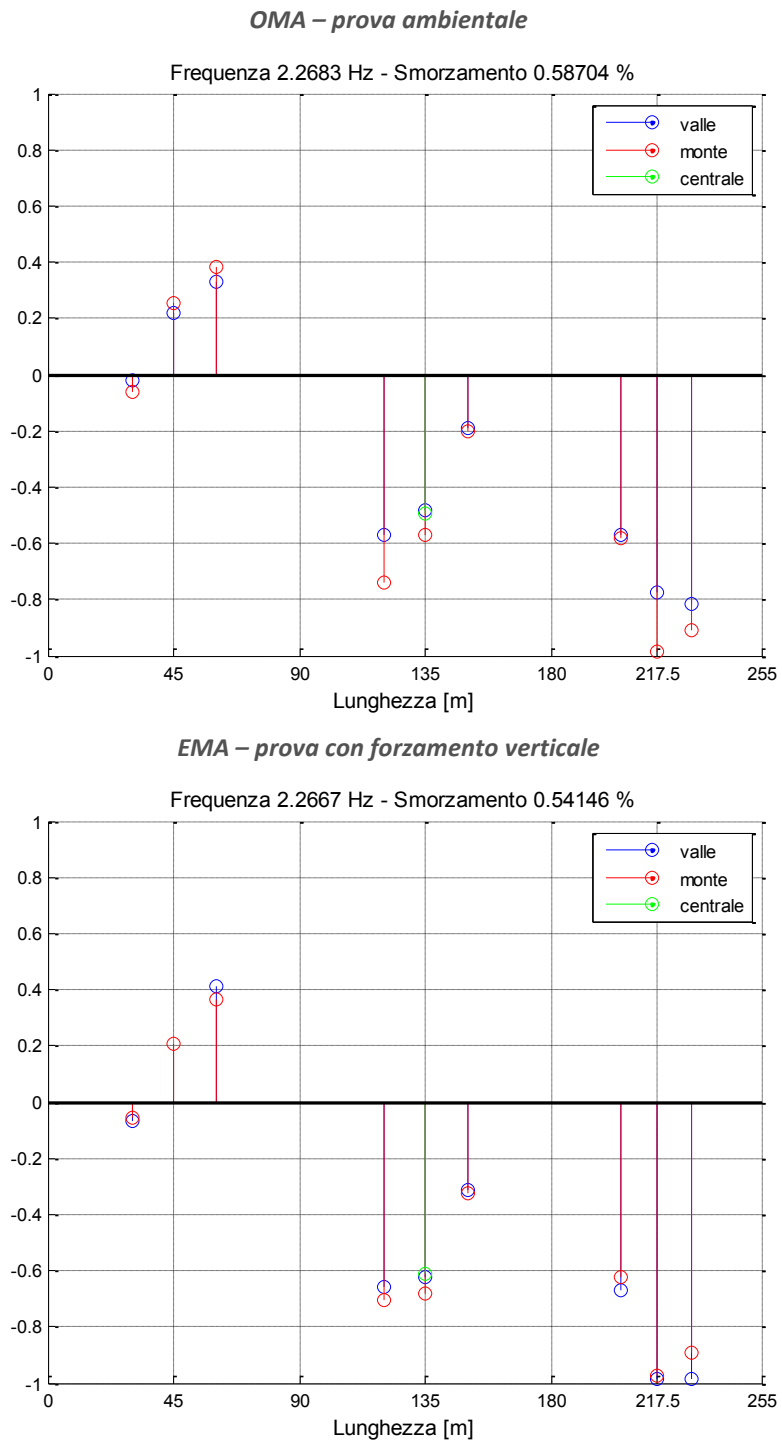 OMA – prova ambientale
Frequenza 2.2683 Hz - Smorzamento 0.58704 %
1
0.8
0.6
0.4
0.2
0
-0.2
-0.4
-0.6
-0.8
-1
valle
monte
centrale
0 45 90 135 180 217.5 255
Lunghezza [m]
EMA – prova con forzamento verticale
Frequenza 2.2667 Hz - Smorzamento 0.54146 %
1
0.8
0.6
0.4
0.2
0
-0.2
-0.4
-0.6
-0.8
-1
valle
monte
centrale
0 45 90 135 180 217.5 255
Lunghezza [m]